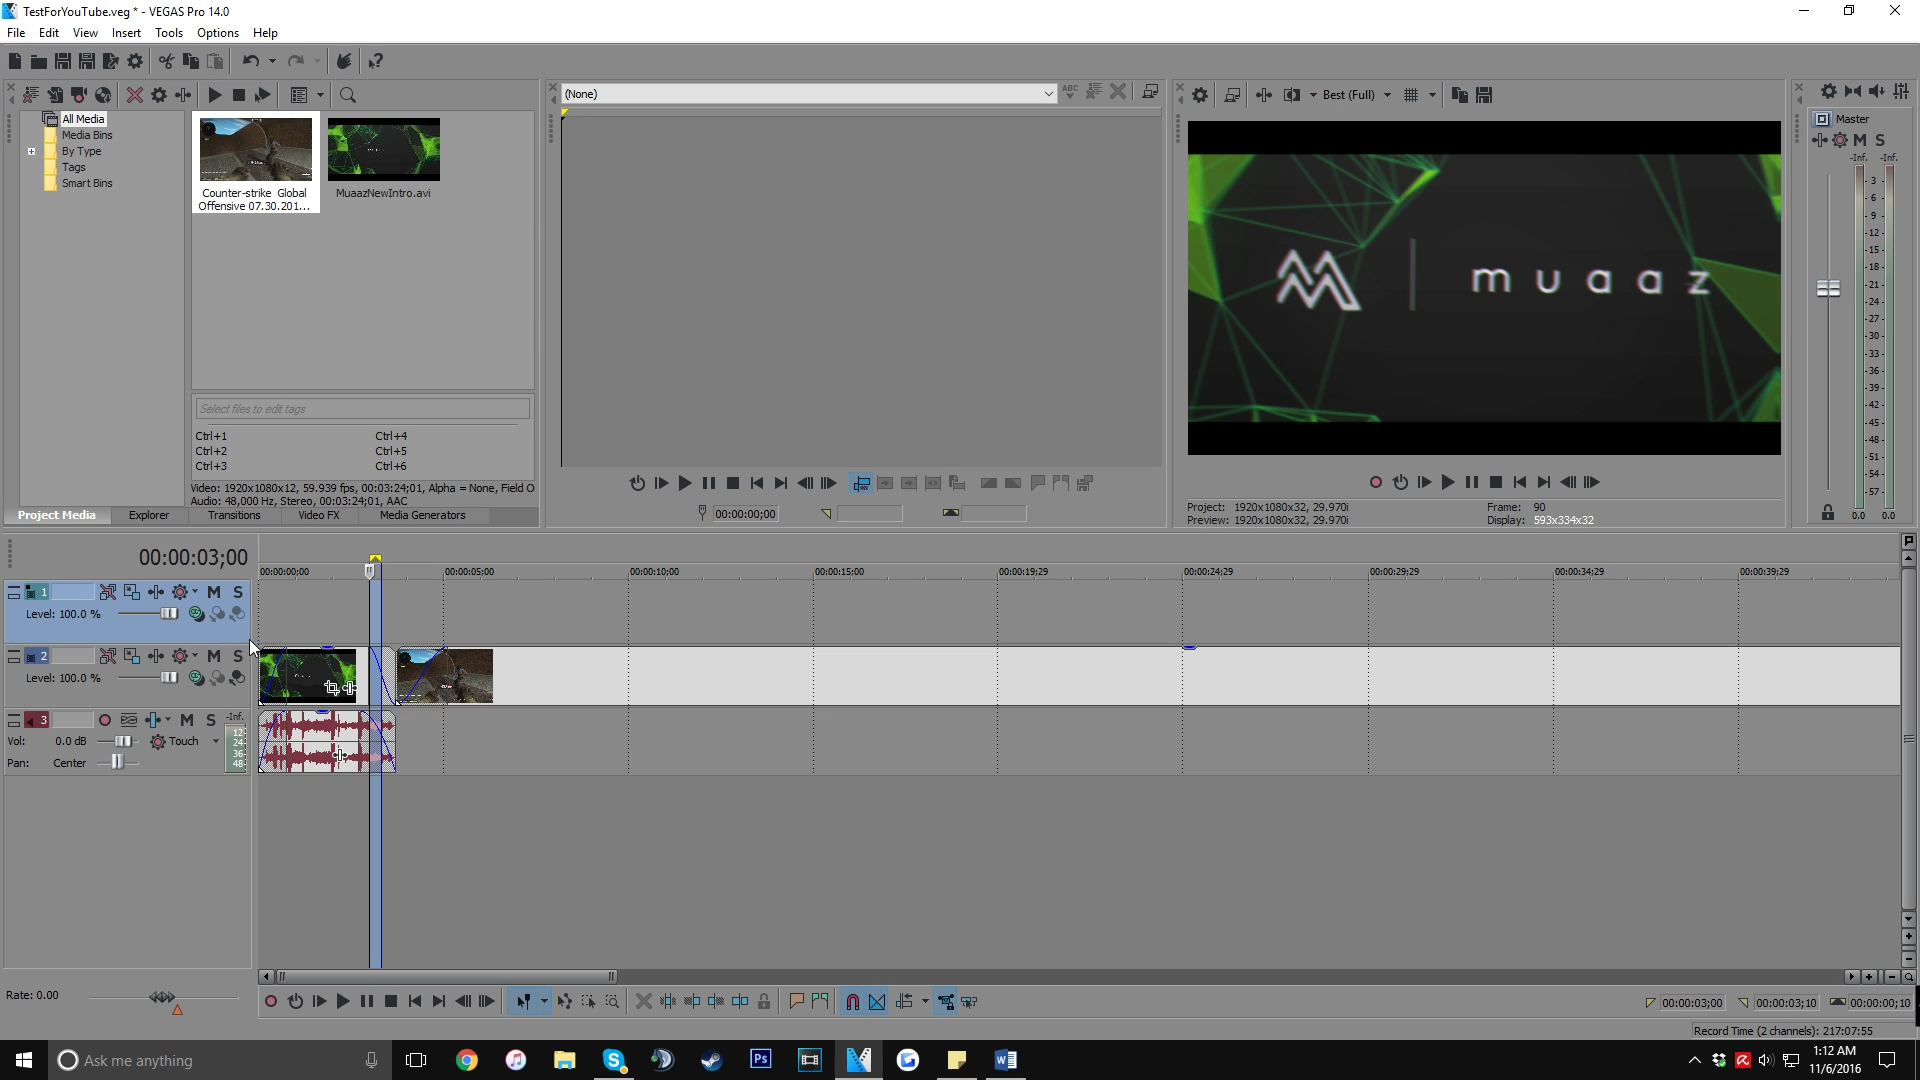 TestForYouTube.veg * - VEGAS Pro 14.0
File Edit View Insert Tools Options Help
All Media
Media Bins
By Type
Tags
Smart Bins
Counter-strike Global
Offensive 07.30.201...
MuaazNewIntro.avi
Select files to edit tags
Ctrl+1 Ctrl+4
Ctrl+2 Ctrl+5
Ctrl+3 Ctrl+6
Video: 1920x1080x12, 59.939 fps, 00:03:24;01, Alpha = None, Field O
Audio: 48,000 Hz, Stereo, 00:03:24;01, AAC
Project Media Explorer Transitions Video FX Media Generators
(None)
00:00:00;00
Best (Full)
muaaz
Project: 1920x1080x32, 29.970i
Preview: 1920x1080x32, 29.970i
Frame: 90
Display: 593x334x32
Master
M S
-Inf. -Inf.
- 3 -
- 6 -
- 9 -
-12-
-15-
-18-
-21-
-24-
-27-
-30-
-33-
-36-
-39-
-42-
-45-
-48-
-51-
-54-
-57-
0.0 0.0
00:00:03;00
00:00:00;00 00:00:05;00 00:00:10;00 00:00:15;00 00:00:19;29 00:00:24;29 00:00:29;29 00:00:34;29 00:00:39;29
1 M S
Level: 100.0 %
2 M S
Level: 100.0 %
3 M S -Inf.
Vol: 0.0 dB Touch
Pan: Center
12
24
36
48
Rate: 0.00
00:00:03;00 00:00:03;10 00:00:00;10
Record Time (2 channels): 217:07:55
Ask me anything
Ps
1:12 AM
11/6/2016